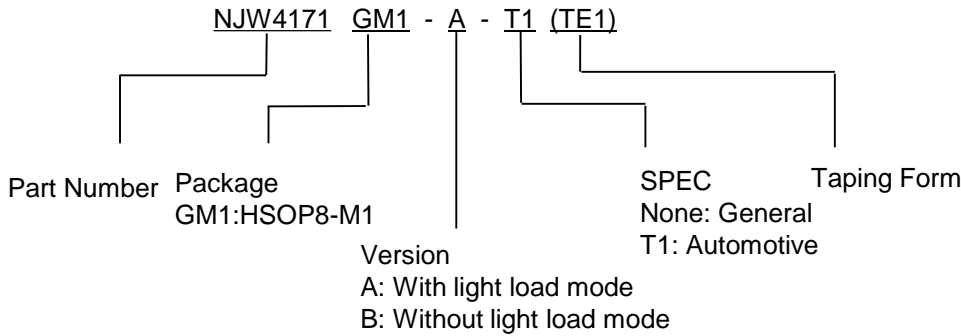 NJW4171 GM1 - A - T1 (TE1)
Part Number
Package
GM1:HSOP8-M1
Version
A: With light load mode
B: Without light load mode
SPEC
None: General
T1: Automotive
Taping Form